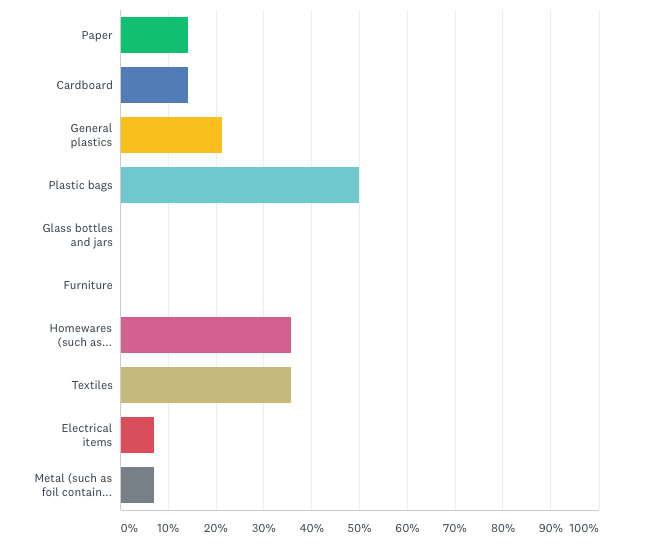 Paper
Cardboard
General
plastics
Plastic bags
Glass bottles
and jars
Furniture
Homewares
(such as...
Textiles
Electrical
items
Metal (such as
foil contain...
0% 10% 20% 30% 40% 50% 60% 70% 80% 90% 100%